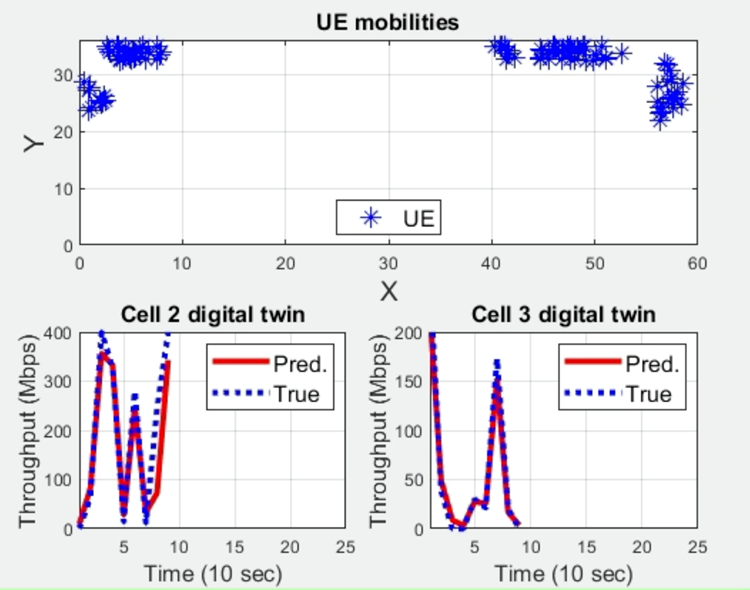 UE mobilities
Y
30
20
10
0
UE
0 10 20 30 40 50 60
X
Cell 2 digital twin
Throughput (Mbps)
400
300
200
100
0
Pred.
True
5 10 15 20 25
Time (10 sec)
Cell 3 digital twin
Throughput (Mbps)
200
150
100
50
0
Pred.
True
5 10 15 20 25
Time (10 sec)